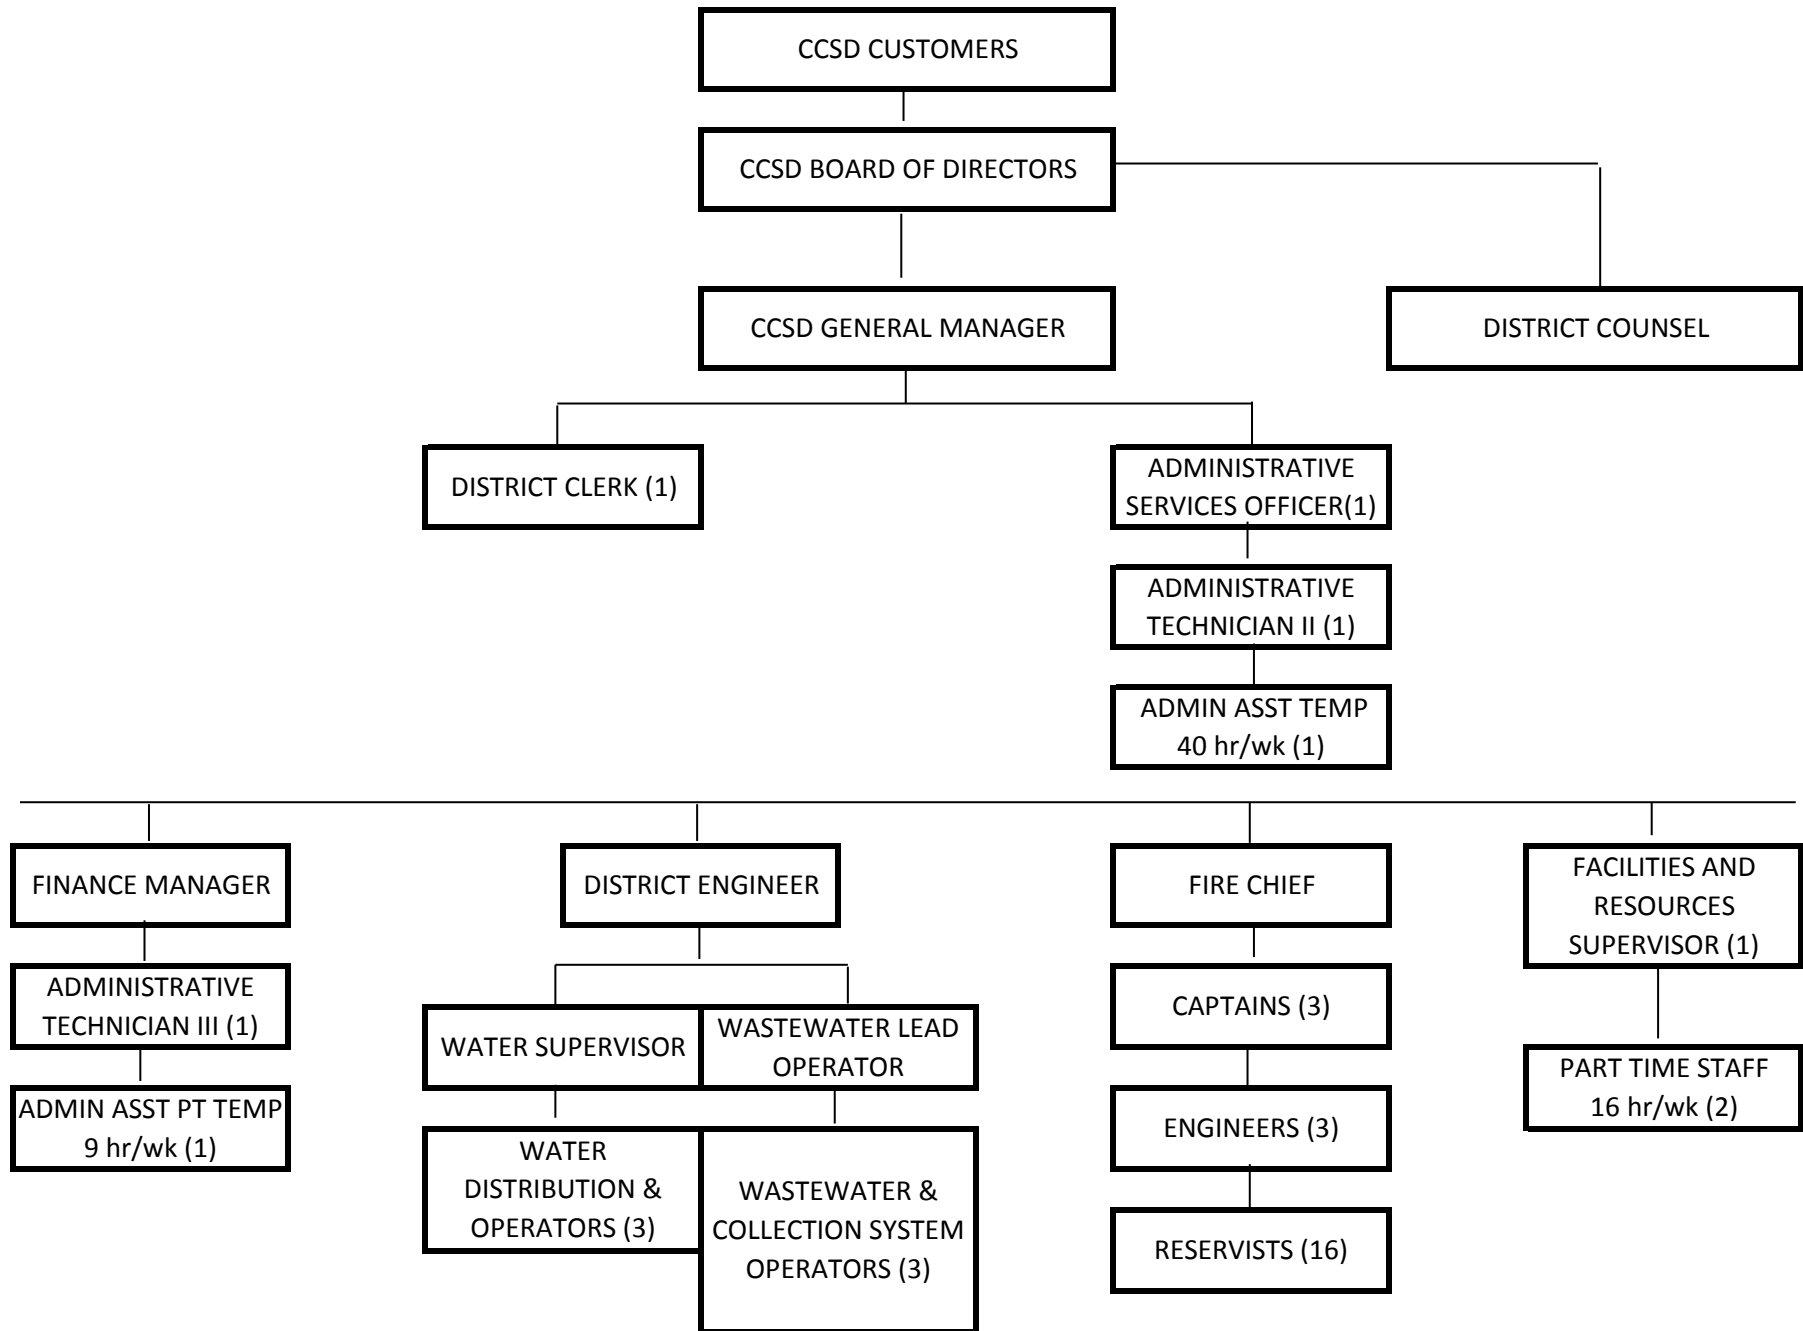 CCSD CUSTOMERS
CCSD BOARD OF DIRECTORS
CCSD GENERAL MANAGER
DISTRICT COUNSEL
DISTRICT CLERK (1)
ADMINISTRATIVE
SERVICES OFFICER(1)
ADMINISTRATIVE
TECHNICIAN II (1)
ADMIN ASST TEMP
40 hr/wk (1)
FINANCE MANAGER
ADMINISTRATIVE
TECHNICIAN III (1)
ADMIN ASST PT TEMP
9 hr/wk (1)
DISTRICT ENGINEER
WATER SUPERVISOR
WATER
DISTRIBUTION &
OPERATORS (3)
WASTEWATER LEAD
OPERATOR
WASTEWATER &
COLLECTION SYSTEM
OPERATORS (3)
FIRE CHIEF
CAPTAINS (3)
ENGINEERS (3)
RESERVISTS (16)
FACILITIES AND
RESOURCES
SUPERVISOR (1)
PART TIME STAFF
16 hr/wk (2)